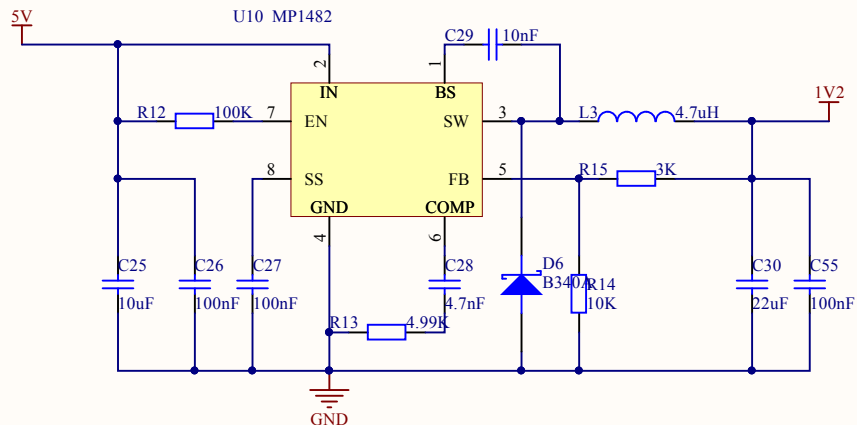 5V
U10 MP1482
C29
10nF
2
1
IN
BS
1V2
R12
100K
7
EN
SW
3
L3
4.7uH
8
SS
FB
5
R15
3K
GND
COMP
4
6
C25
C26
C27
C28
D6
C30
C55
B340A
R14
10uF
100nF
100nF
4.7nF
10K
22uF
100nF
R13
4.99K
GND